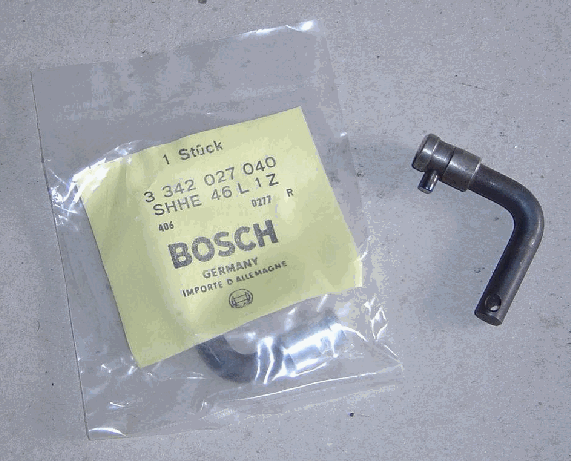 1 Stück
3 342 027 040
SHHE 46 L 1 Z
406 0277 R
BOSCH
GERMANY
IMPORTE D'ALLEMAGNE